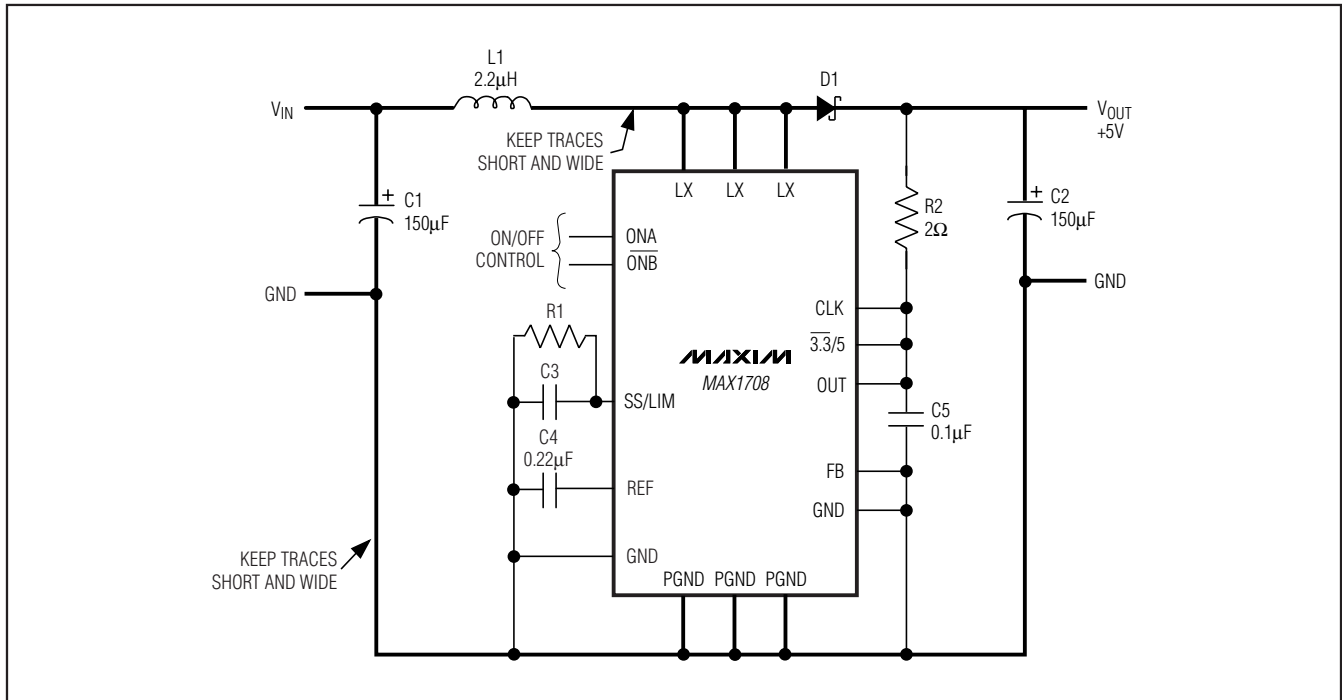 L1
2.2µH
D1
VIN
VOUT
+5V
KEEP TRACES
SHORT AND WIDE
LX LX LX
+
C1
150µF
R2
2Ω
+
C2
150µF
ON/OFF
CONTROL
ONA
ONB
GND
GND
R1
CLK
3.3/5
MAXIM
MAX1708
OUT
C3
SS/LIM
C5
0.1µF
C4
0.22µF
FB
REF
GND
KEEP TRACES
SHORT AND WIDE
GND
PGND PGND PGND